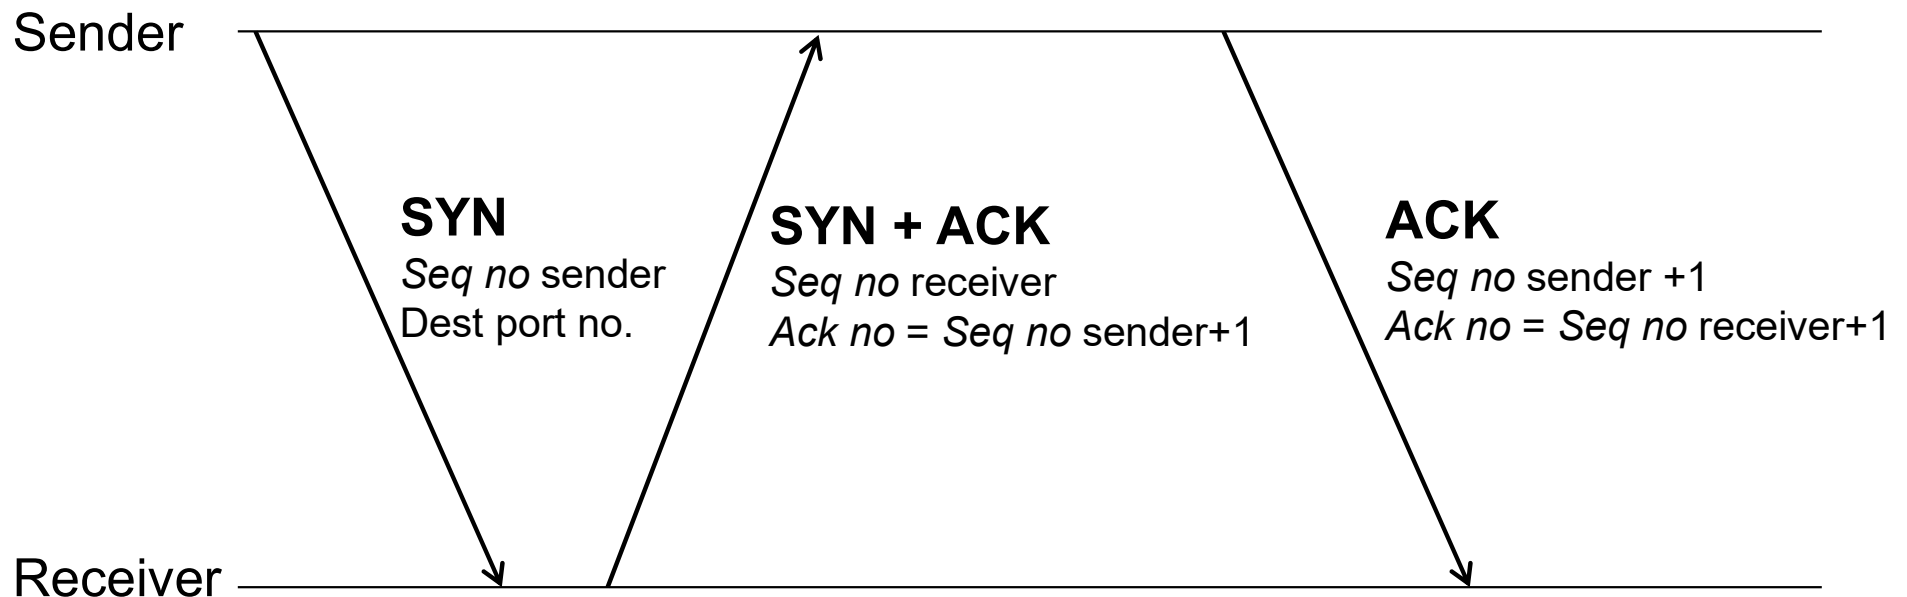 Sender
SYN
Seq no sender
Dest port no.
SYN + ACK
Seq no receiver
Ack no = Seq no sender+1
ACK
Seq no sender +1
Ack no = Seq no receiver+1
Receiver